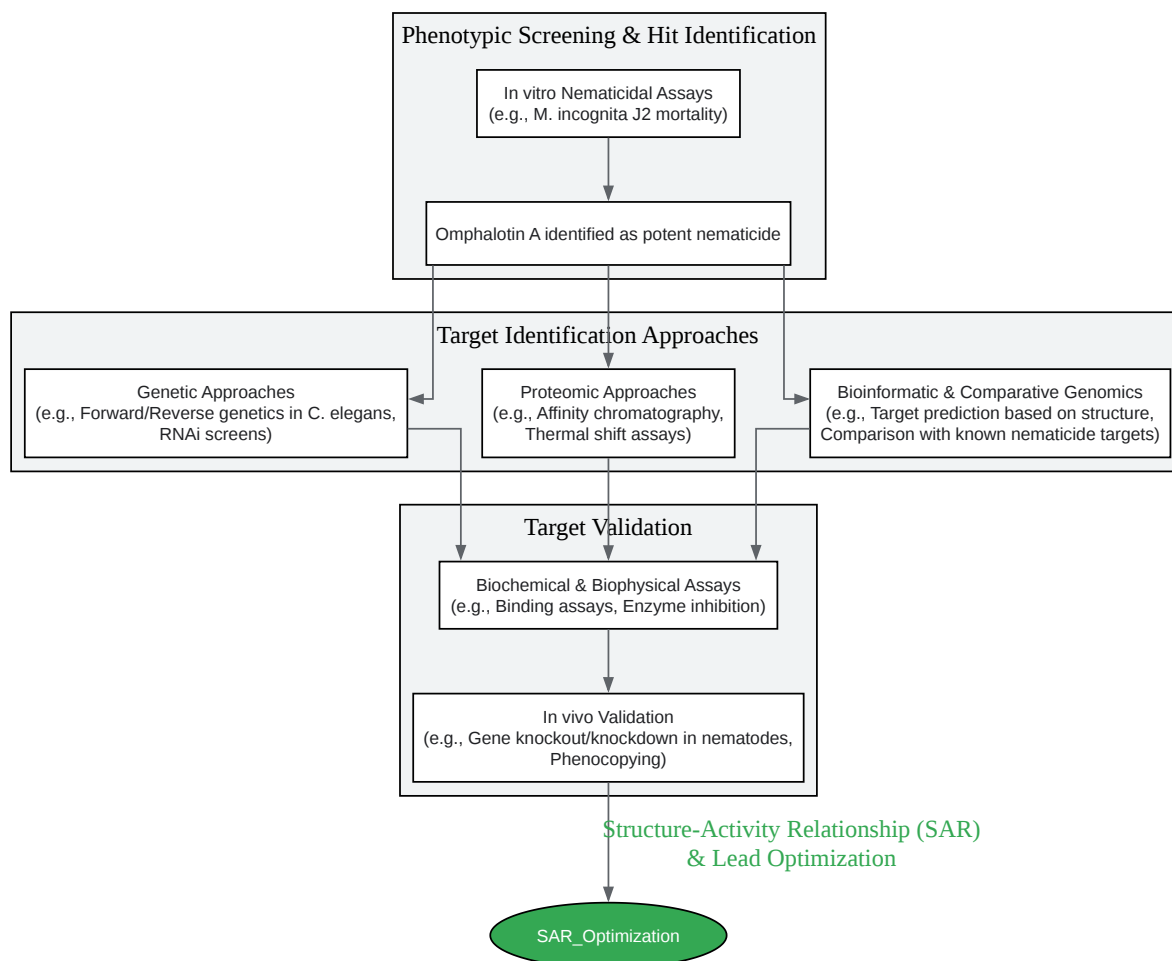 Phenotypic Screening & Hit Identification
In vitro Nematicidal Assays
(e.g., M. incognita J2 mortality)
Omphalotin A identified as potent nematicide
Target Identification Approaches
Genetic Approaches
(e.g., Forward/Reverse genetics in C. elegans,
RNAi screens)
Proteomic Approaches
(e.g., Affinity chromatography,
Thermal shift assays)
Bioinformatic & Comparative Genomics
(e.g., Target prediction based on structure,
Comparison with known nematicide targets)
Target Validation
Biochemical & Biophysical Assays
(e.g., Binding assays, Enzyme inhibition)
In vivo Validation
(e.g., Gene knockout/knockdown in nematodes,
Phenocopying)
Structure-Activity Relationship (SAR)
& Lead Optimization
SAR_Optimization